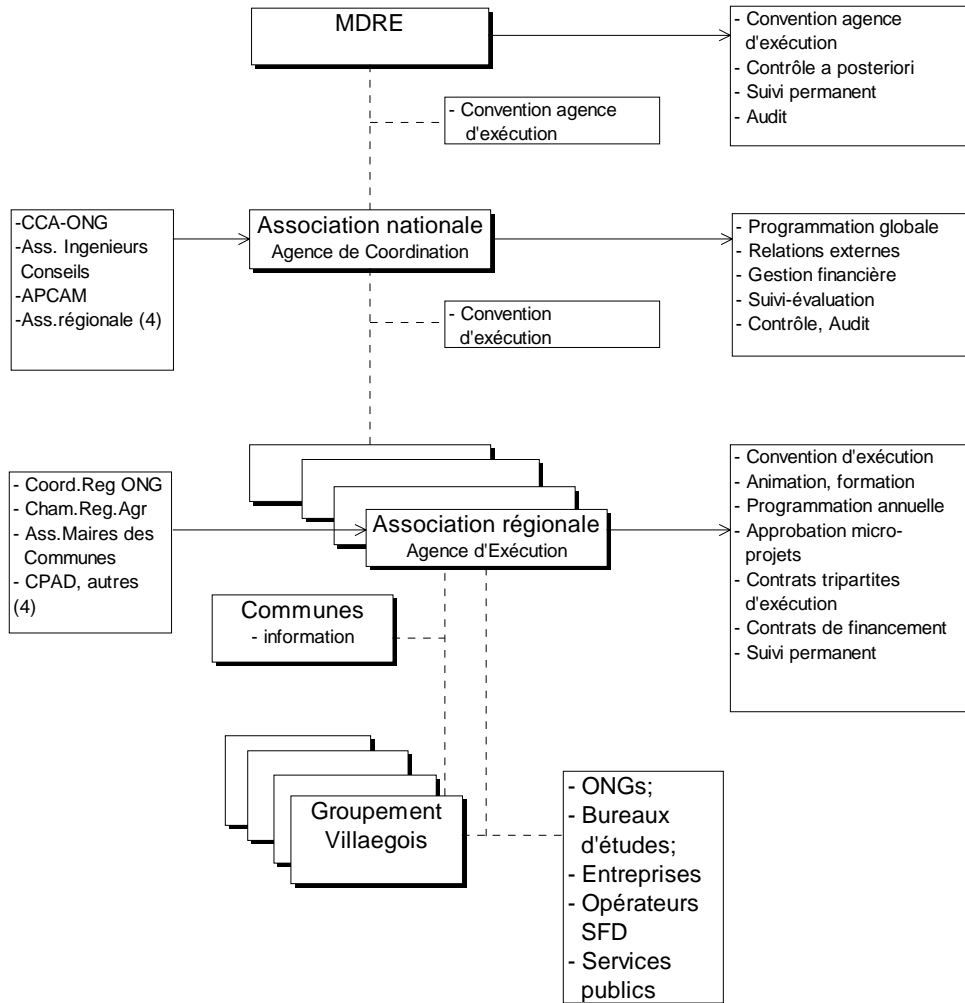 MDRE
- Convention agence
d'exécution
- Contrôle a posteriori
- Suivi permanent
- Audit
- Convention agence
d'exécution
-CCA-ONG
-Ass. Ingenieurs
Conseils
-APCAM
-Ass.régionale (4)
Association nationale
Agence de Coordination
- Programmation globale
- Relations externes
- Gestion financière
- Suivi-évaluation
- Contrôle, Audit
- Convention
d'exécution
- Coord.Reg ONG
- Cham.Reg.Agr
- Ass.Maires des
Communes
- CPAD, autres
(4)
Association régionale
Agence d'Exécution
- Convention d'exécution
- Animation, formation
- Programmation annuelle
- Approbation micro-
projets
- Contrats tripartites
d'exécution
- Contrats de financement
- Suivi permanent
Communes
- information
Groupement
Villaegois
- ONGs;
- Bureaux
d'études;
- Entreprises
- Opérateurs
SFD
- Services
publics